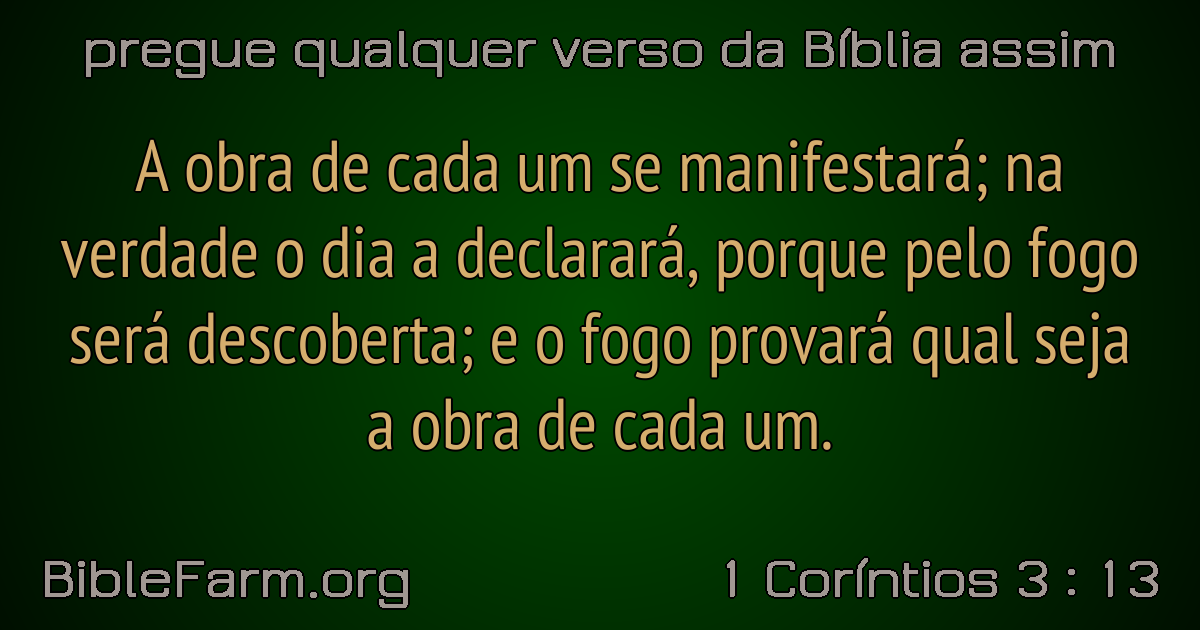 pregue qualquer verso da Bíblia assim
A obra de cada um se manifestará; na
verdade o dia a declarará, porque pelo fogo
será descoberta; e o fogo provará qual seja
a obra de cada um.
BibleFarm.org
1 Coríntios 3 : 13